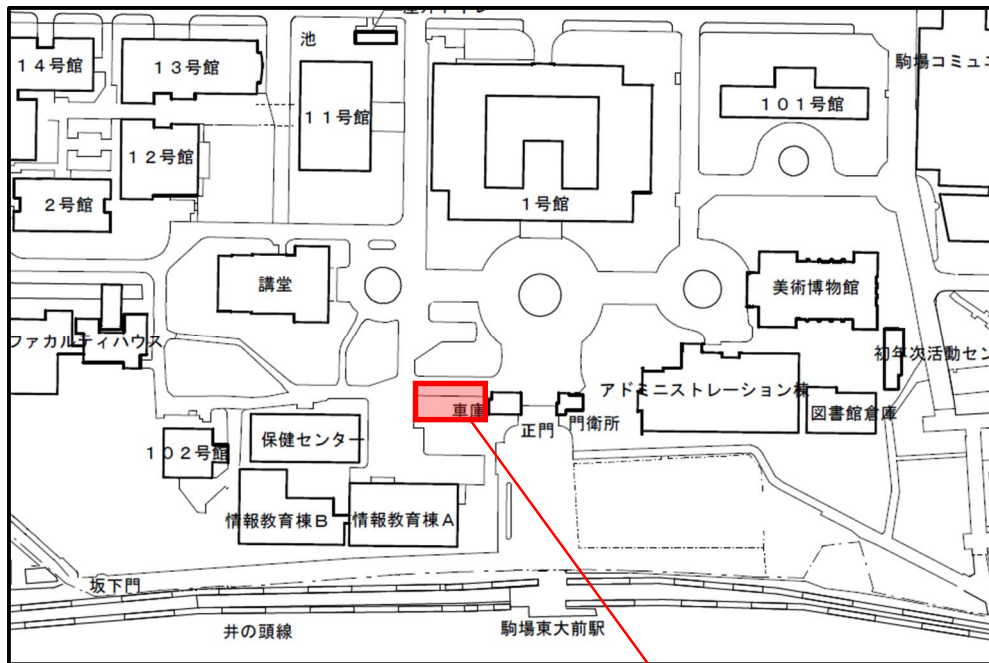 池
14号館
13号館
11号館
101号館
12号館
2号館
1号館
講堂
美術博物館
ファカルティハウス
アドミニストレーション棟
車庫
正門
門衛所
図書館倉庫
102号館
保健センター
情報教育棟B
情報教育棟A
坂下門
井の頭線
駒場東大前駅
駒場コミュニ
初年次活動セン